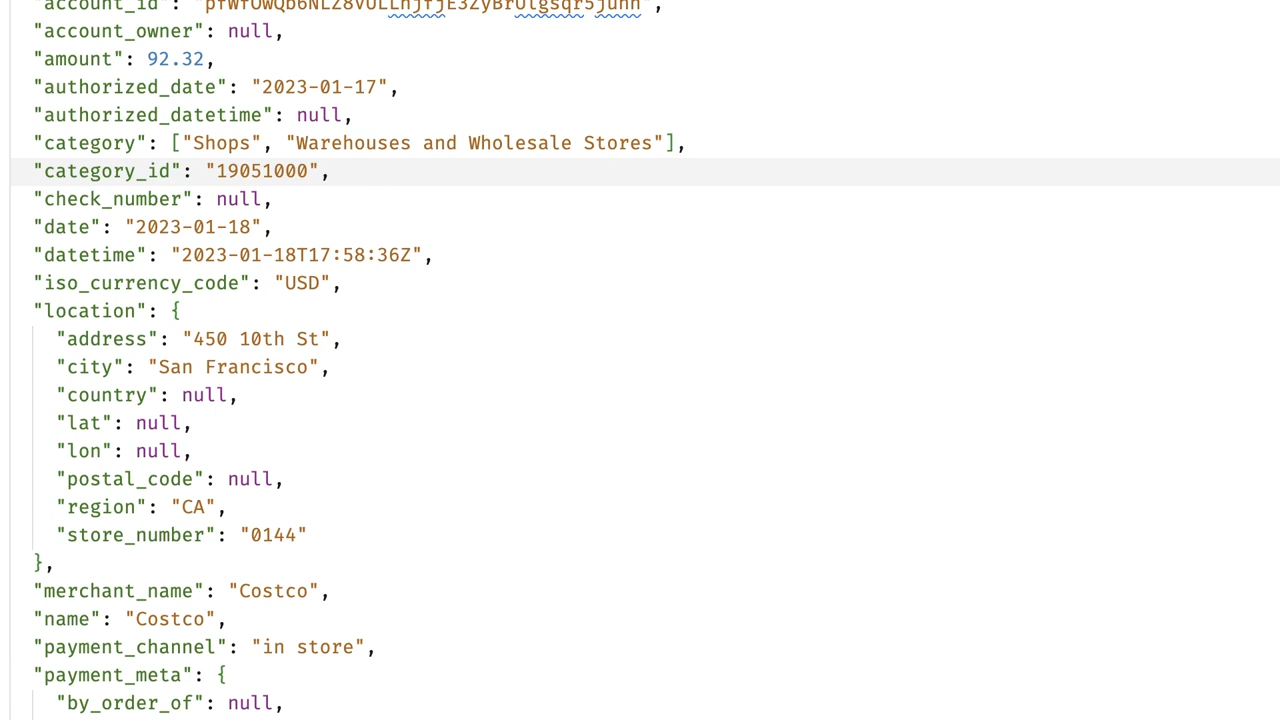 "account_owner": null,
"amount": 92.32,
"authorized_date": "2023-01-17",
"authorized_datetime": null,
"category": ["Shops", "Warehouses and Wholesale Stores"],
"category_id": "19051000",
"check_number": null,
"date": "2023-01-18",
"datetime": "2023-01-18T17:58:36Z",
"iso_currency_code": "USD",
"location": {
"address": "450 10th St",
"city": "San Francisco",
"country": null,
"lat": null,
"lon": null,
"postal_code": null,
"region": "CA",
"store_number": "0144"
},
"merchant_name": "Costco",
"name": "Costco",
"payment_channel": "in store",
"payment_meta": {
"by_order_of": null,